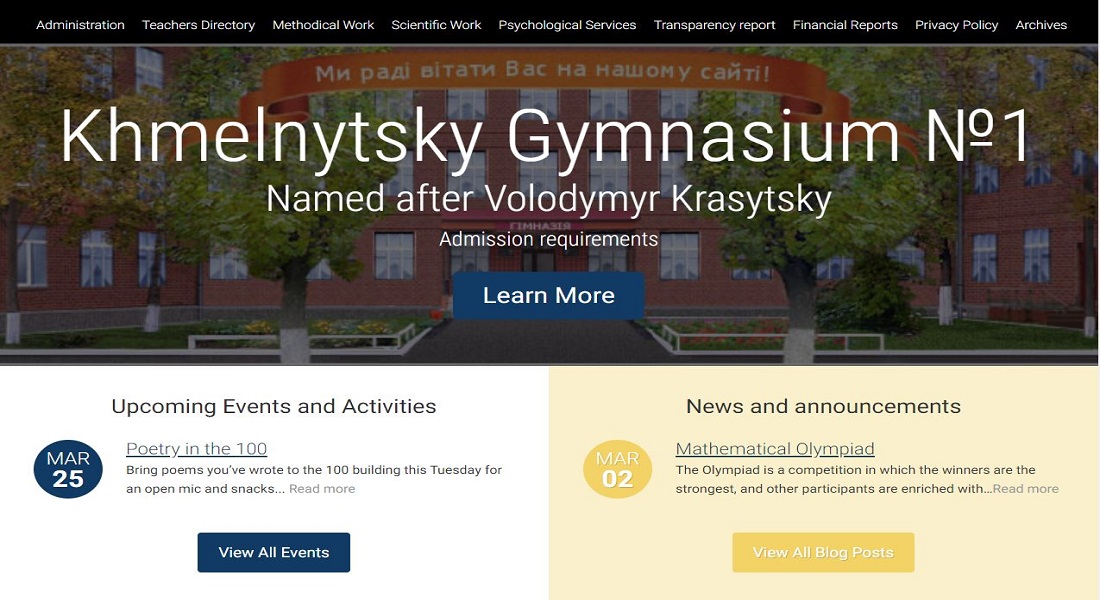 Administration Teachers Directory Methodical Work Scientific Work Psychological Services Transparency report Financial Reports Privacy Policy Archives
Ми раді вітати Вас на нашому сайті!
Khmelnytsky Gymnasium №1
Named after Volodymyr Krasytsky
ГІМНАЗІЯ
Admission requirements
Learn More
Upcoming Events and Activities
MAR
25
Poetry in the 100
Bring poems you’ve wrote to the 100 building this Tuesday for
an open mic and snacks... Read more
View All Events
News and announcements
MAR
02
Mathematical Olympiad
The Olympiad is a competition in which the winners are the
strongest, and other participants are enriched with...Read more
View All Blog Posts